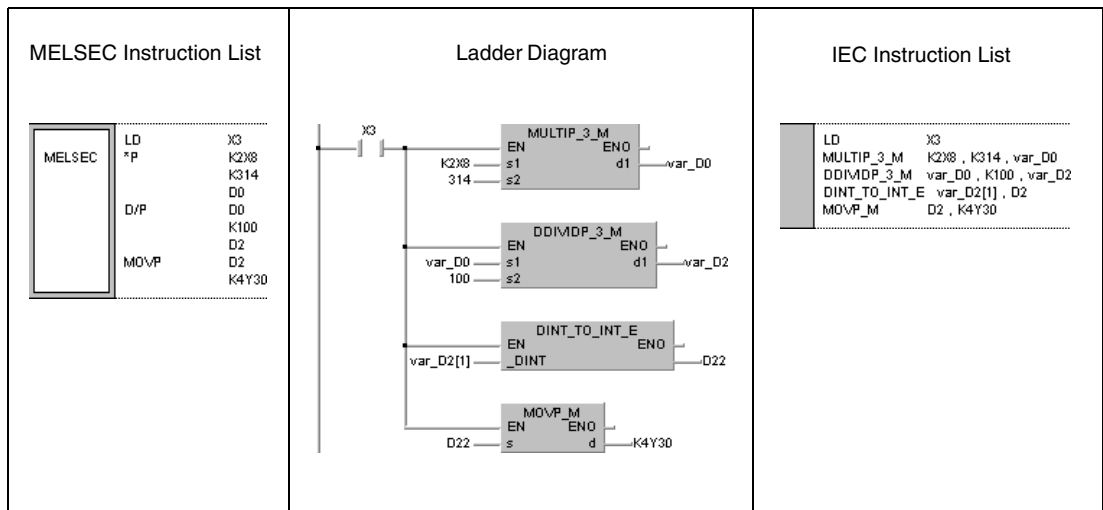 MELSEC Instruction List
MELSEC
LD X3
*P K2X8
K314
D0
D/P D0
K100
D2
MOVP D2
K4Y30
Ladder Diagram
X3
MULTIP_3_M
EN ENO
K2X8 s1 d1 var_D0
314 s2
DDIVIDP_3_M
EN ENO
var_D0 s1 d1 var_D2
100 s2
DINT_TO_INT_E
EN ENO
var_D2[1] _DINT D22
MOVP_M
EN ENO
D22 s d K4Y30
IEC Instruction List
LD X3
MULTIP_3_M K2X8 , K314 , var_D0
DDIVIDP_3_M var_D0 , K100 , var_D2
DINT_TO_INT_E var_D2[1] , D2
MOVP_M D2 , K4Y30